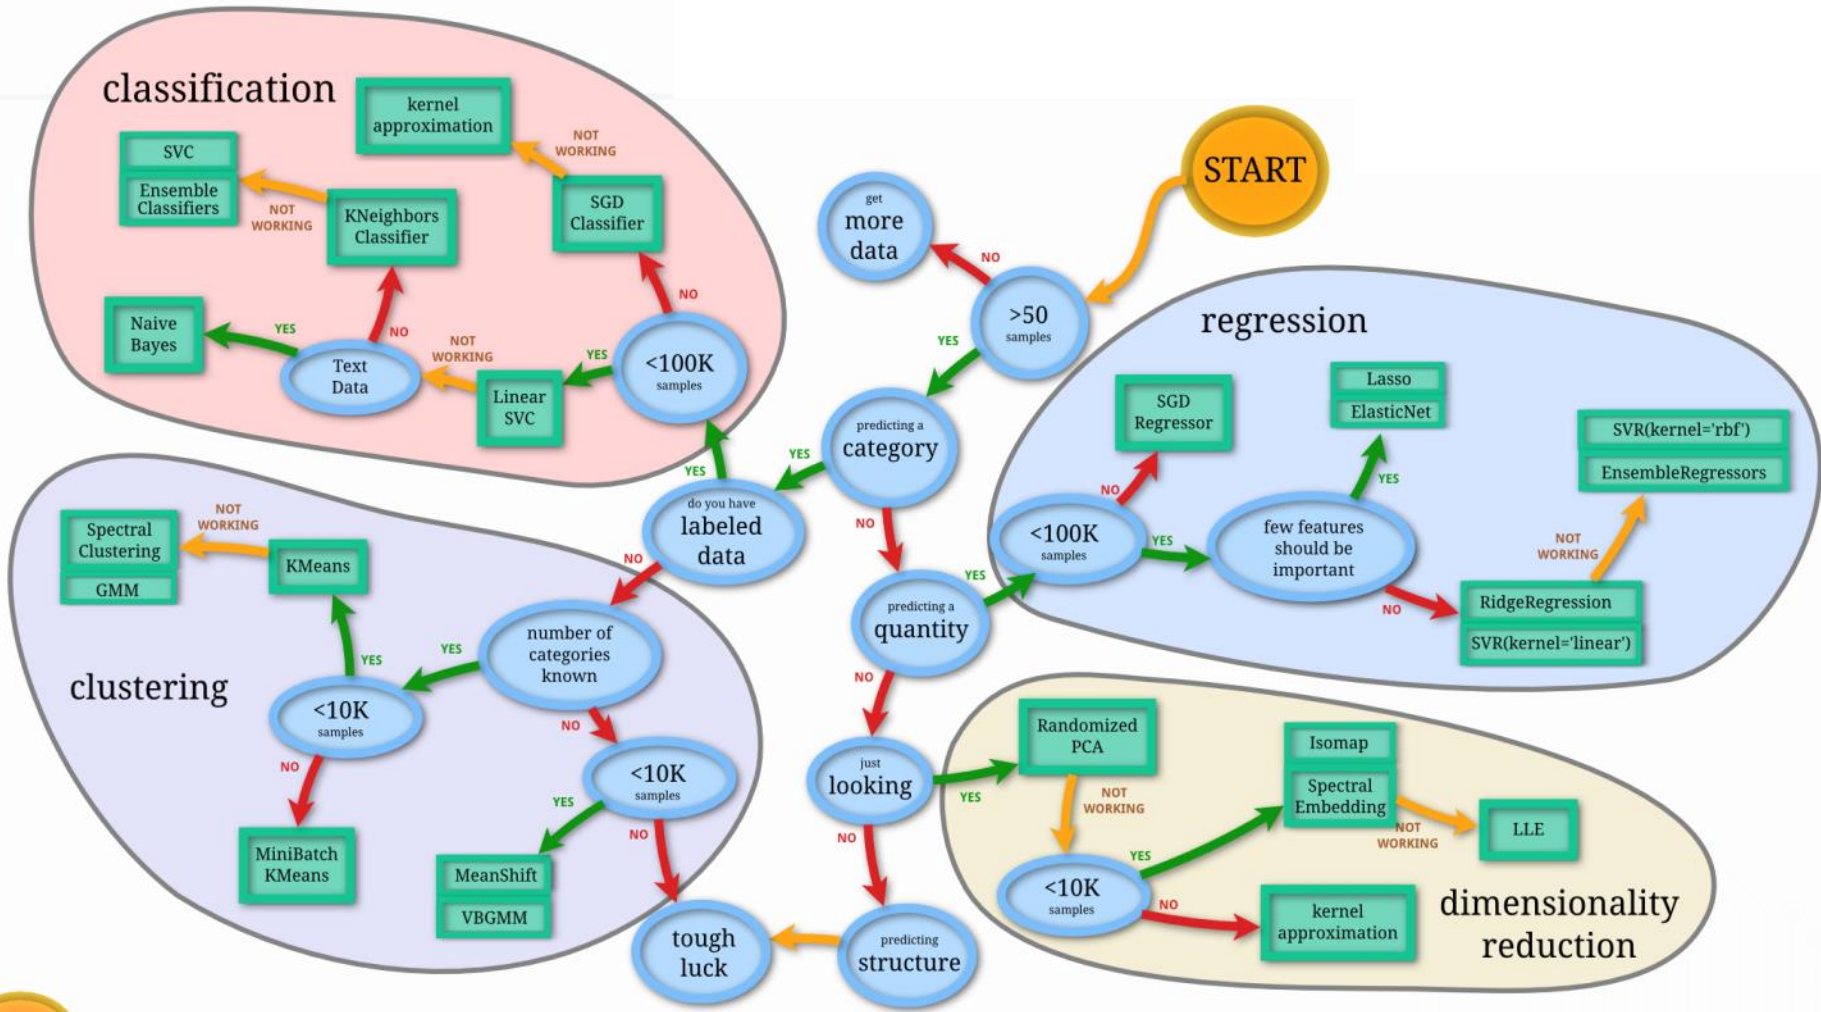 classification
kernel
approximation
NOT
WORKING
SVC
Ensemble
Classifiers
NOT
WORKING
KNeighbors
Classifier
SGD
Classifier
NO
Naive
Bayes
YES
NO
Text
Data
NOT
WORKING
Linear
SVC
YES
<100K
samples
START
get
more
data
NO
>50
samples
YES
predicting a
category
YES
NO
do you have
labeled
data
YES
NO
predicting a
quantity
YES
NO
just
looking
YES
NO
predicting
structure
tough
luck
regression
SGD
Regressor
NO
<100K
samples
YES
few features
should be
important
YES
Lasso
ElasticNet
NO
RidgeRegression
SVR(kernel='linear')
NOT
WORKING
SVR(kernel='rbf')
EnsembleRegressors
clustering
Spectral
Clustering
GMM
NOT
WORKING
KMeans
number of
categories
known
YES
NO
<10K
samples
YES
NO
MiniBatch
KMeans
<10K
samples
YES
NO
MeanShift
VBGMM
dimensionality
reduction
Randomized
PCA
NOT
WORKING
<10K
samples
YES
NO
Isomap
Spectral
Embedding
NOT
WORKING
LLE
kernel
approximation